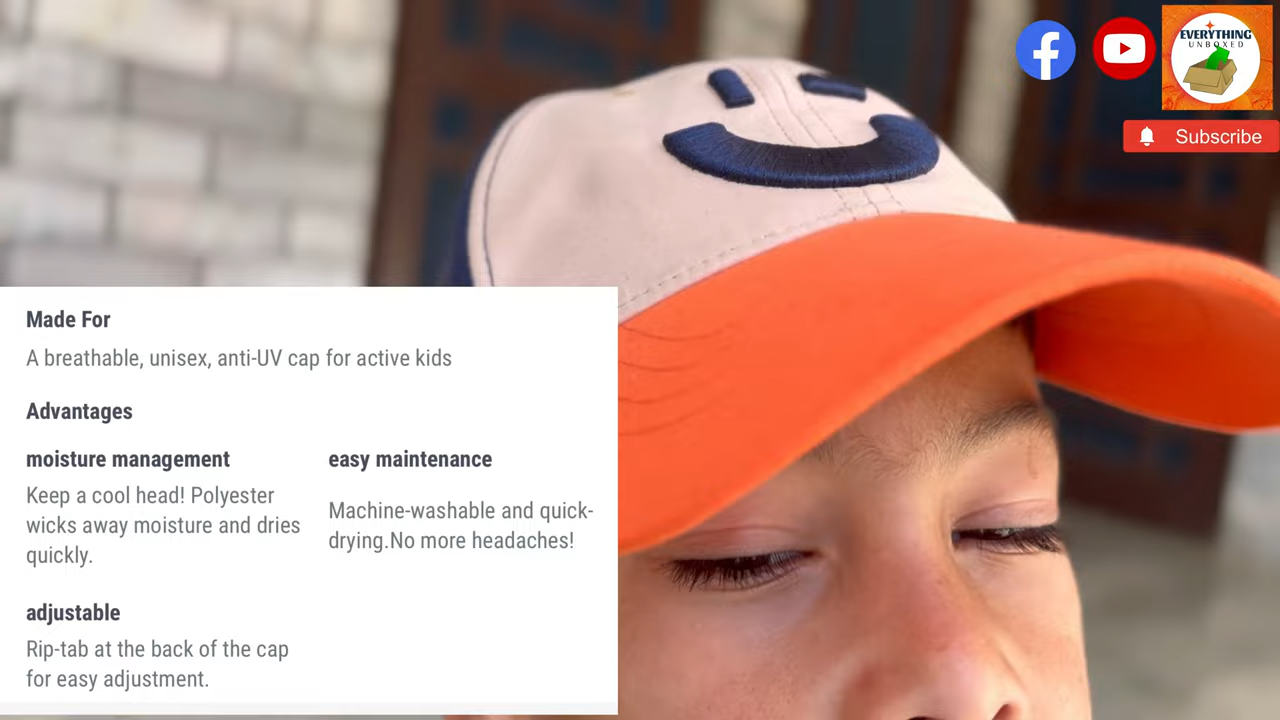 EVERYTHING
UNBOXED
Subscribe
Made For
A breathable, unisex, anti-UV cap for active kids
Advantages
moisture management
Keep a cool head! Polyester
wicks away moisture and dries
quickly.
easy maintenance
Machine-washable and quick-
drying.No more headaches!
adjustable
Rip-tab at the back of the cap
for easy adjustment.